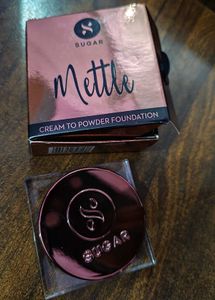 SUGAR
Mettle
CREAM TO POWDER FOUNDATION
SUGAR